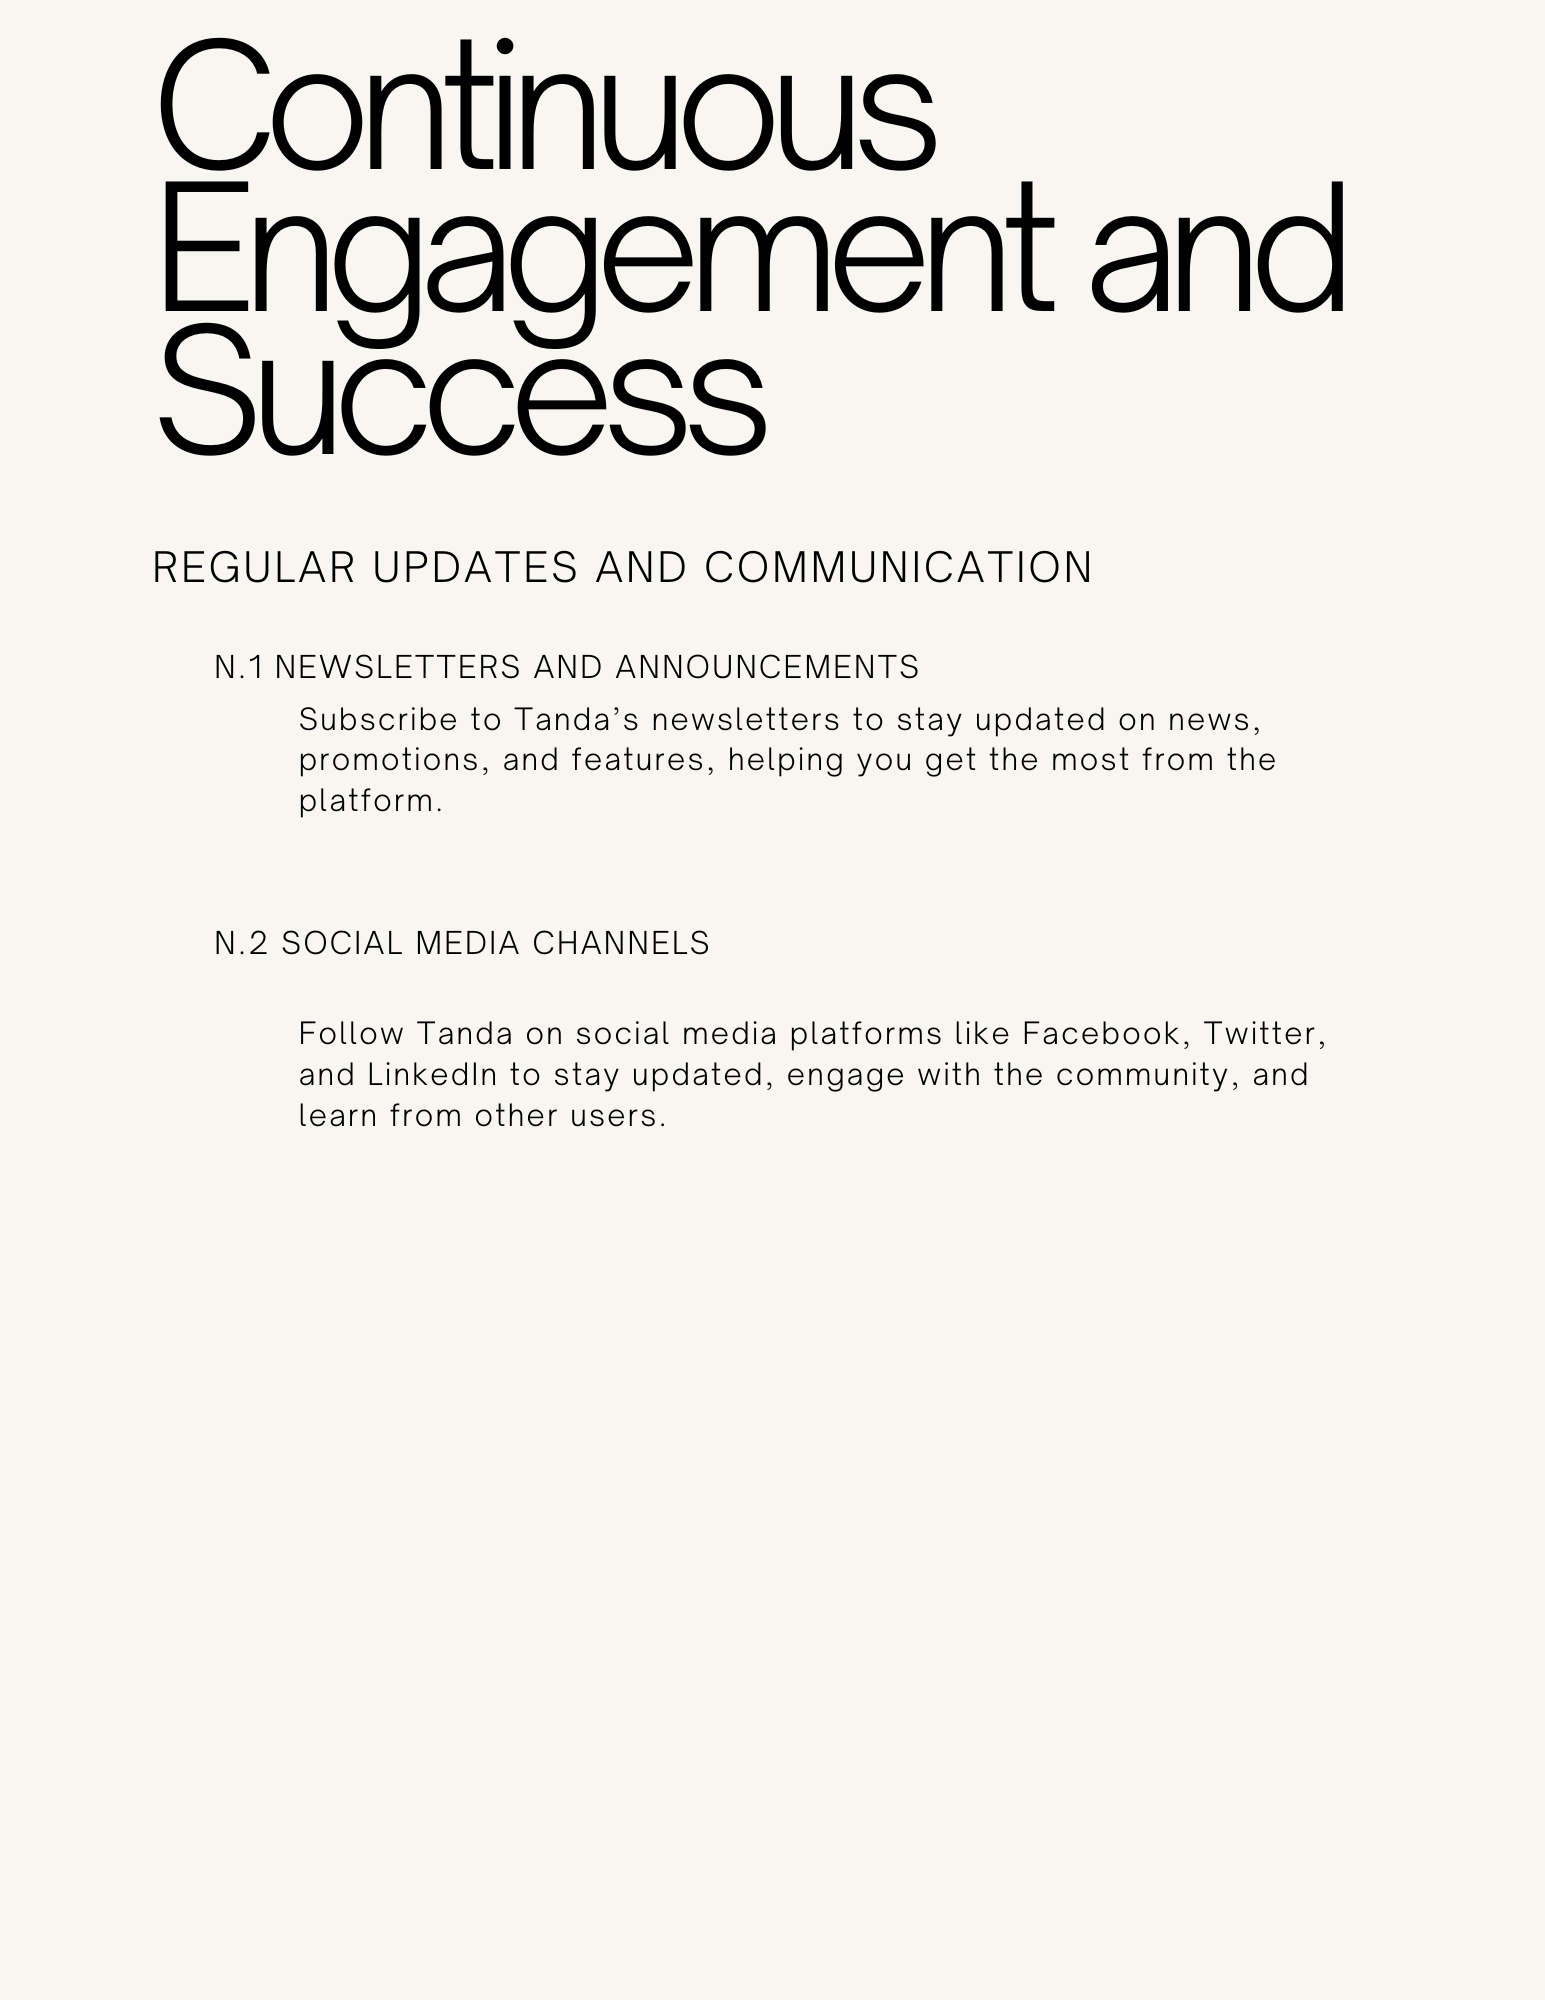 Continuous
Engagement and
Success
REGULAR UPDATES AND COMMUNICATION
N.1 NEWSLETTERS AND ANNOUNCEMENTS
Subscribe to Tanda’s newsletters to stay updated on news,
promotions, and features, helping you get the most from the
platform.
N.2 SOCIAL MEDIA CHANNELS
Follow Tanda on social media platforms like Facebook, Twitter,
and LinkedIn to stay updated, engage with the community, and
learn from other users.